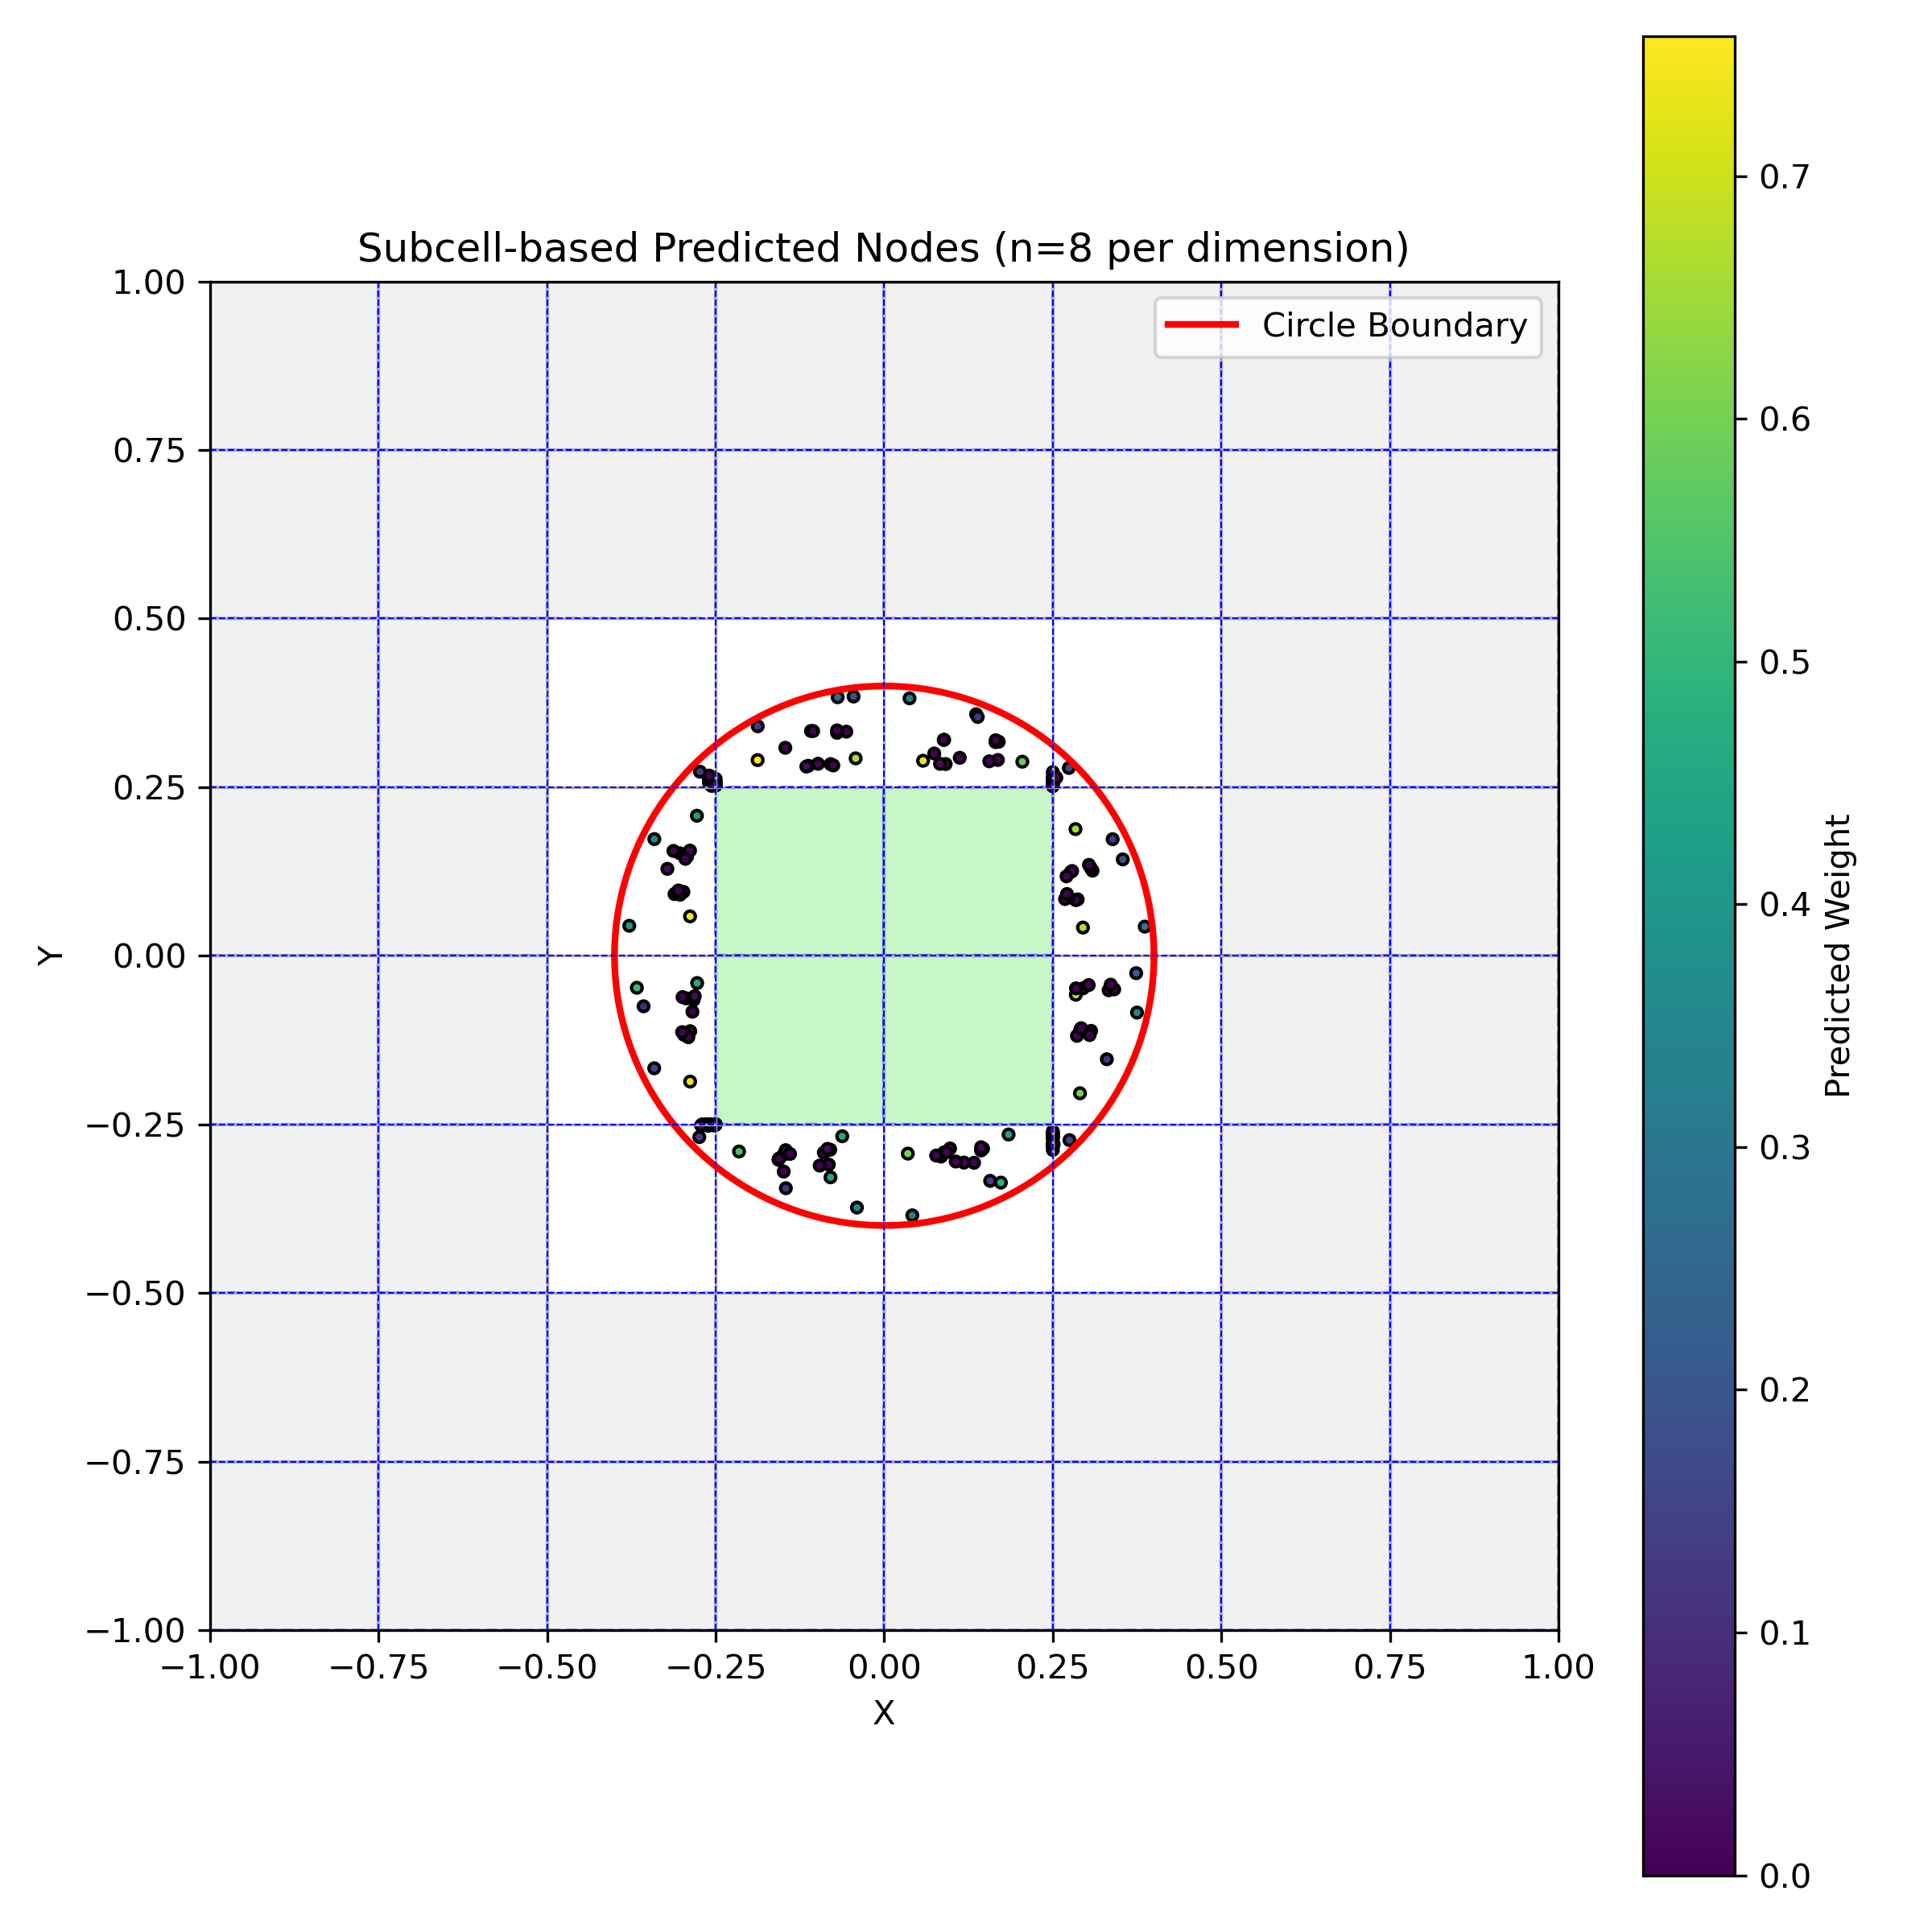 Subcell-based Predicted Nodes (n=8 per dimension)
Circle Boundary
1.00
0.75
0.50
0.25
0.00
−0.25
−0.50
−0.75
−1.00
Y
−1.00 −0.75 −0.50 −0.25 0.00 0.25 0.50 0.75 1.00
X
0.7
0.6
0.5
0.4
0.3
0.2
0.1
0.0
Predicted Weight